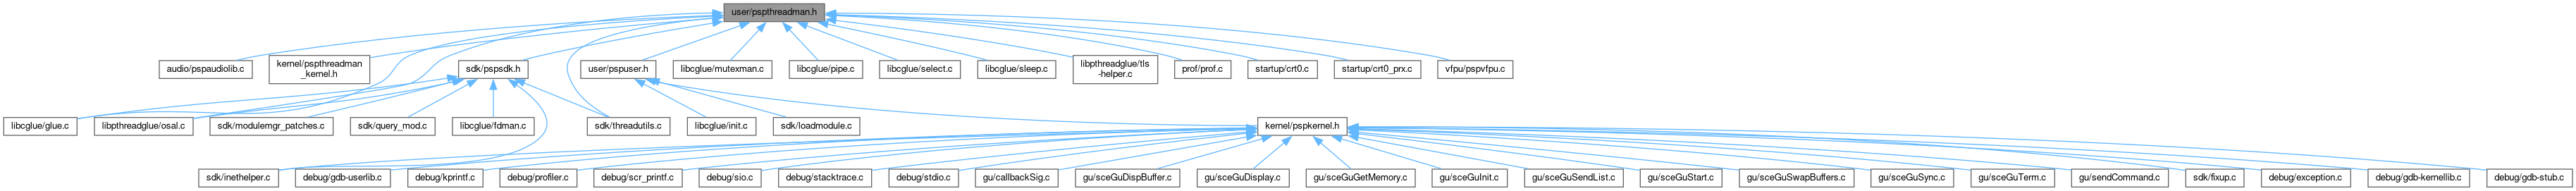 user/pspthreadman.h
audio/pspaudiolib.c
kernel/pspthreadman
_kernel.h
sdk/pspsdk.h
user/pspuser.h
libcglue/mutexman.c
libcglue/pipe.c
libcglue/select.c
libcglue/sleep.c
libpthreadglue/tls
-helper.c
prof/prof.c
startup/crt0.c
startup/crt0_prx.c
vfpu/pspvfpu.c
libcglue/glue.c
libpthreadglue/osal.c
sdk/modulemgr_patches.c
sdk/query_mod.c
libcglue/fdman.c
sdk/threadutils.c
libcglue/init.c
sdk/loadmodule.c
kernel/pspkernel.h
sdk/inethelper.c
debug/gdb-userlib.c
debug/kprintf.c
debug/profiler.c
debug/scr_printf.c
debug/sio.c
debug/stacktrace.c
debug/stdio.c
gu/callbackSig.c
gu/sceGuDispBuffer.c
gu/sceGuDisplay.c
gu/sceGuGetMemory.c
gu/sceGuInit.c
gu/sceGuSendList.c
gu/sceGuStart.c
gu/sceGuSwapBuffers.c
gu/sceGuSync.c
gu/sceGuTerm.c
gu/sendCommand.c
sdk/fixup.c
debug/exception.c
debug/gdb-kernellib.c
debug/gdb-stub.c